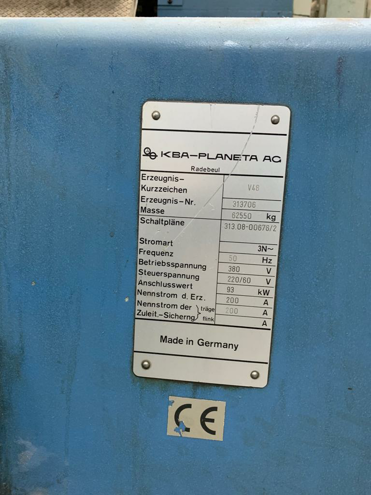 KBA-PLANETA AG
Radebeul
Erzeugnis-
Kurzzeichen V48
Erzeugnis-Nr. 313706
Masse 62550 kg
Schaltpläne 313.08-00676/2
Stromart 3N~
Frequenz 50 Hz
Betriebsspannung 380 V
Steuerspannung 220/60 V
Anschlusswert 93 kW
Nennstrom d. Erz. 200 A
Nennstrom der träge 200 A
Zuleit.-Sicherng flink A
Made in Germany
CE